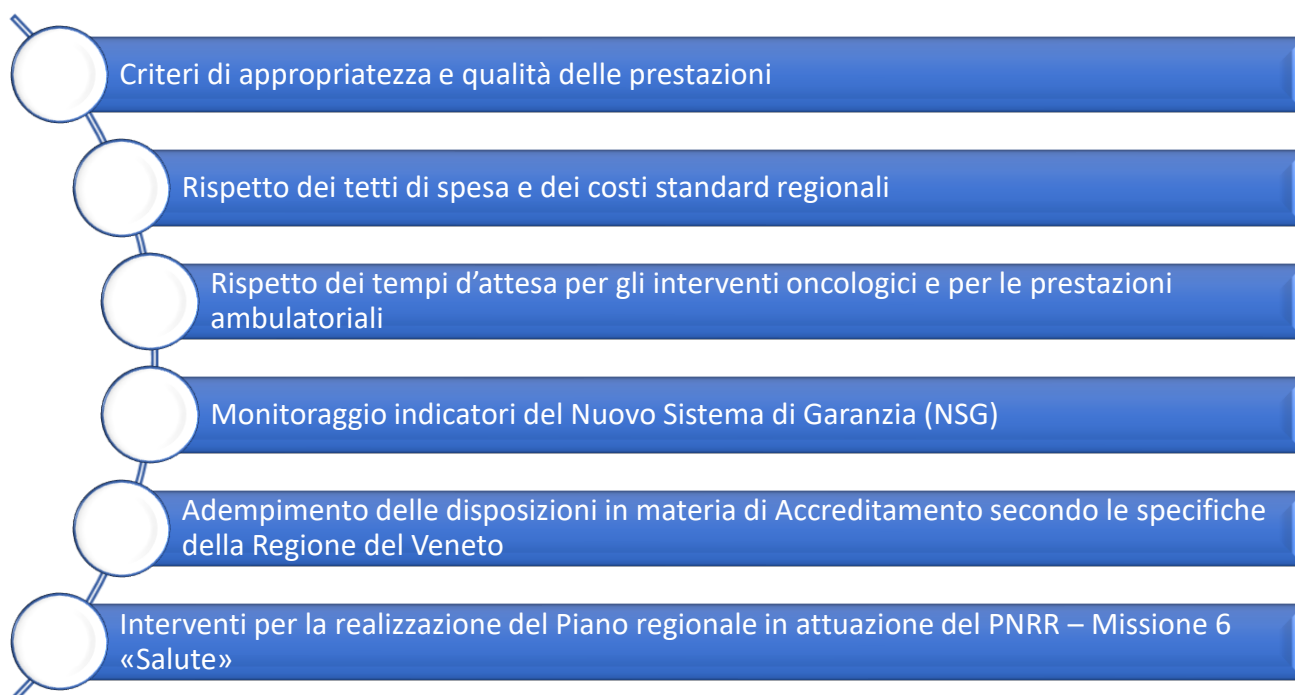 Criteri di appropriatezza e qualità delle prestazioni
Rispetto dei tetti di spesa e dei costi standard regionali
Rispetto dei tempi d'attesa per gli interventi oncologici e per le prestazioni
ambulatoriali
Monitoraggio indicatori del Nuovo Sistema di Garanzia (NSG)
Adempimento delle disposizioni in materia di Accreditamento secondo le specifiche
della Regione del Veneto
Interventi per la realizzazione del Piano regionale in attuazione del PNRR – Missione 6
«Salute»